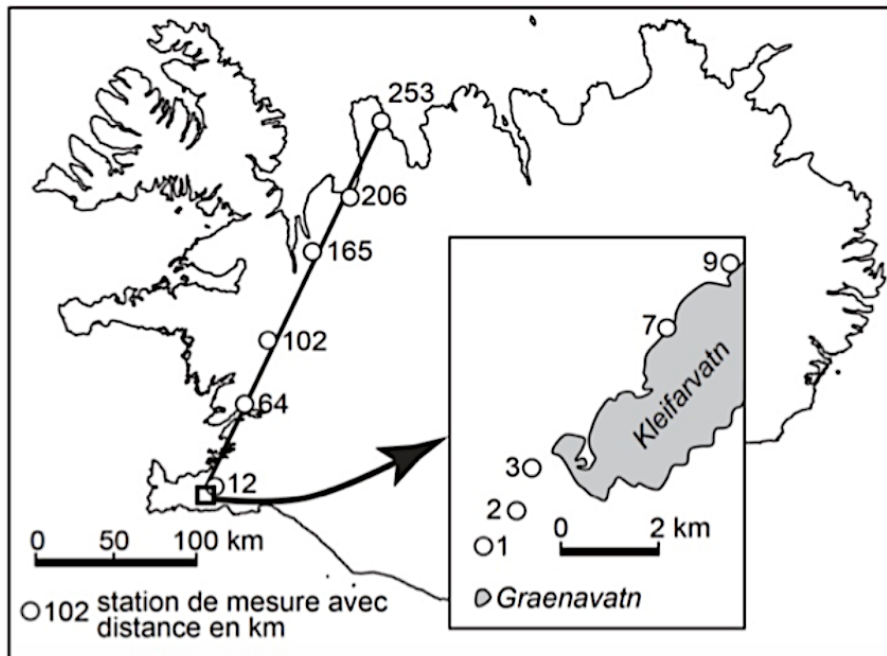 253
206
165
102
64
12
9
7
Kleifarvatn
3
2
1
0 2 km
Graenavatn
0 50 100 km
102 station de mesure avec
distance en km